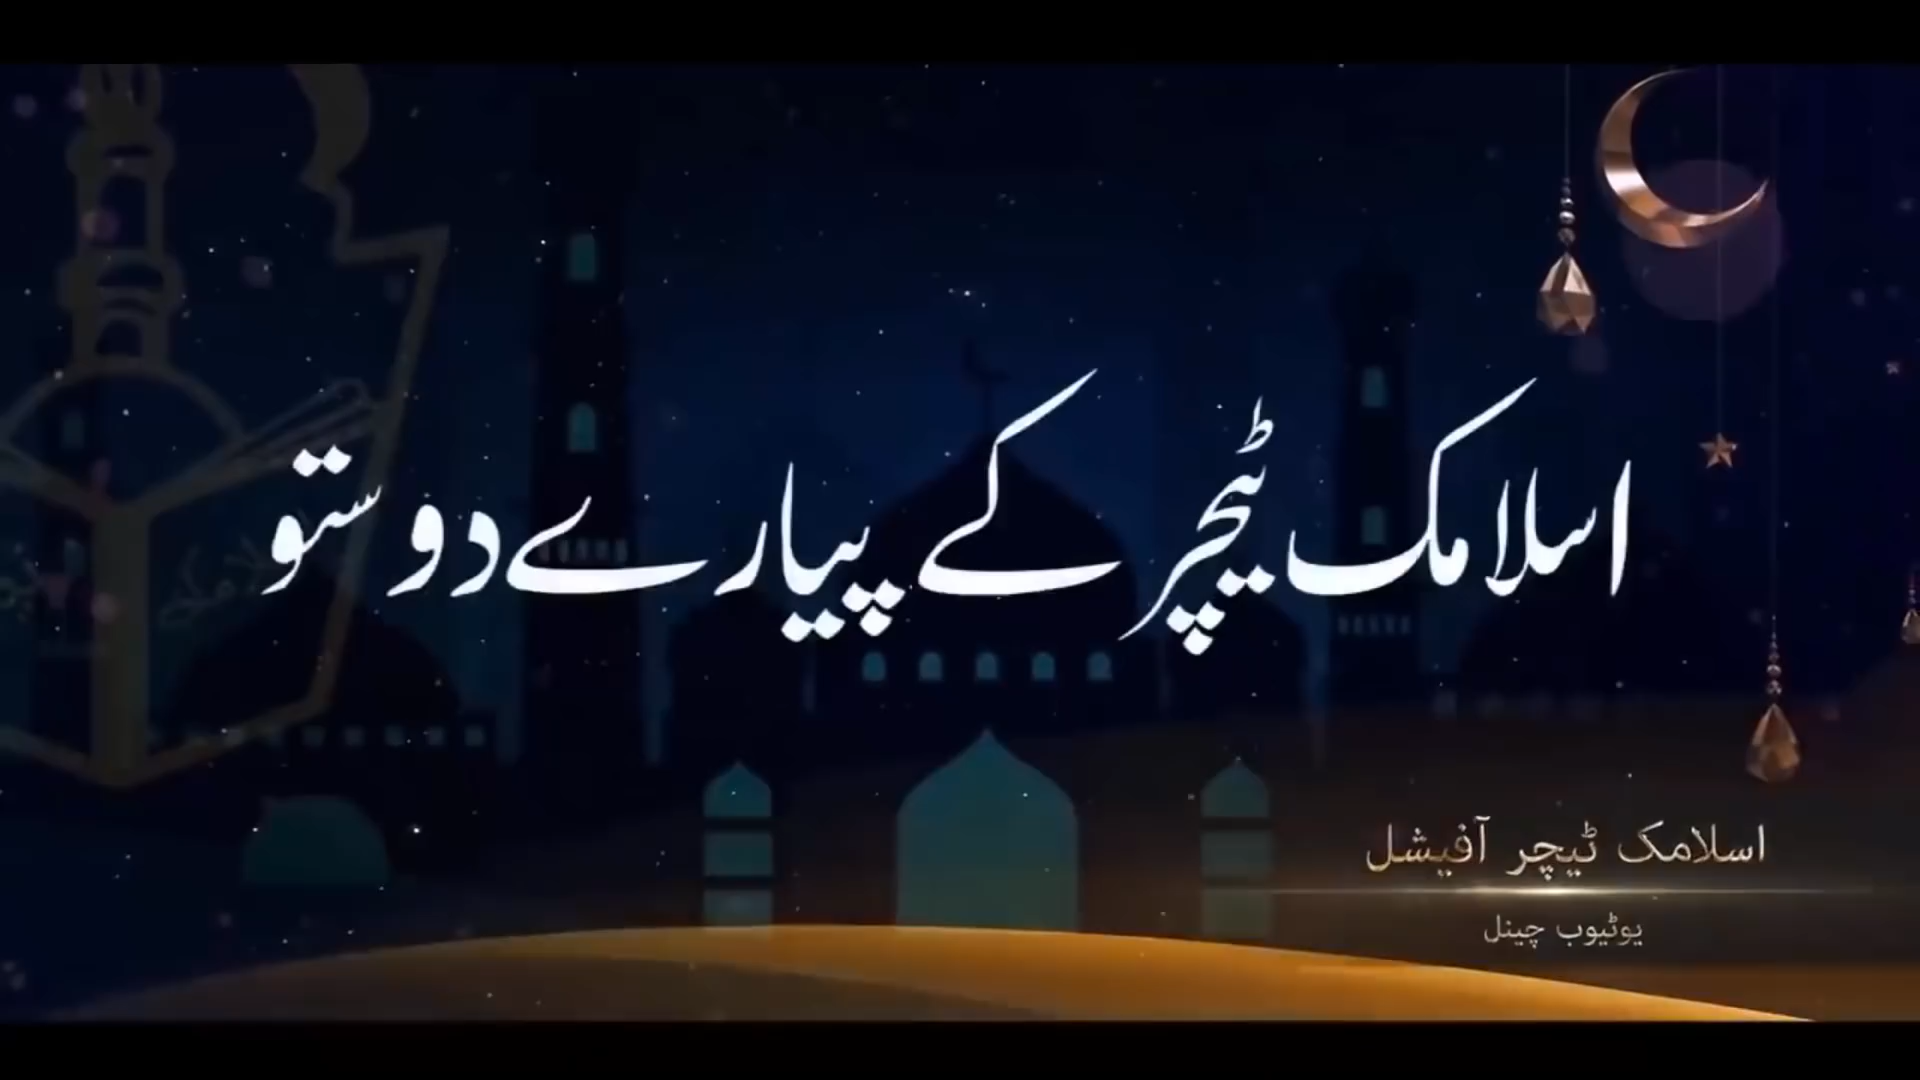 اسلامک ٹیچر کے پیارے دوستو
اسلامک ٹیچر آفیشل
یوٹیوب چینل